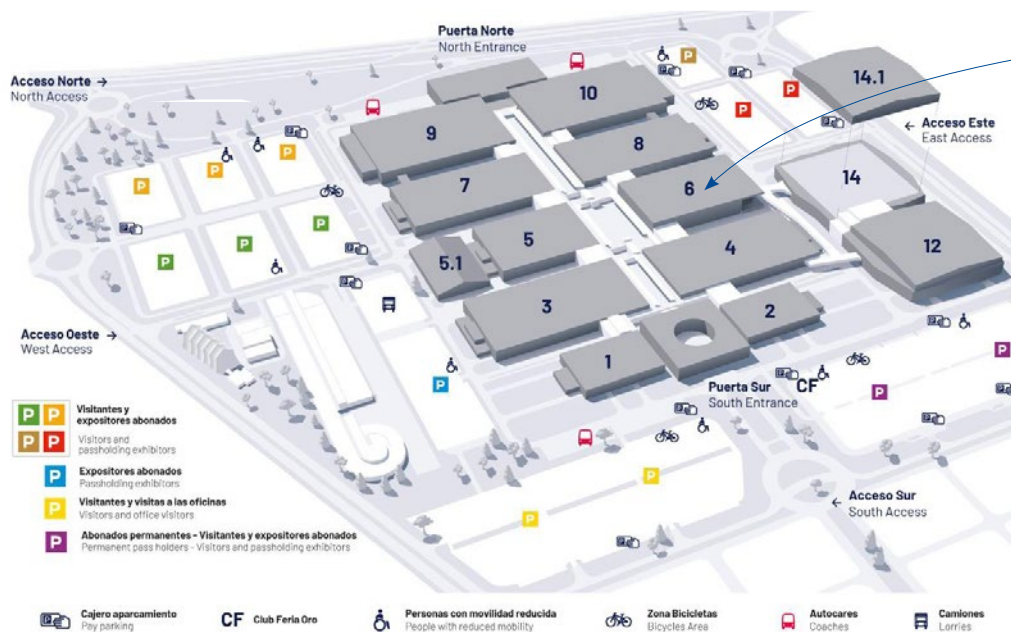 Puerta Norte
North Entrance
Acceso Norte →
North Access
14.1
← Acceso Este
East Access
10
9
8
7
6
14
5
4
5.1
12
3
2
1
Acceso Oeste →
West Access
Puerta Sur
South Entrance
CF
← Acceso Sur
South Access
P P
Visitantes y
expositores abonados
P P
Visitors and
passholding exhibitors
P
Expositores abonados
Passholding exhibitors
P
Visitantes y visitas a las oficinas
Visitors and office visitors
P
Abonados permanentes - Visitantes y expositores abonados
Permanent pass holders - Visitors and passholding exhibitors
Cajero aparcamiento
Pay parking
CF Club Feria Oro
Personas con movilidad reducida
People with reduced mobility
Zona Bicicletas
Bicycles Area
Autocares
Coaches
Camiones
Lorries